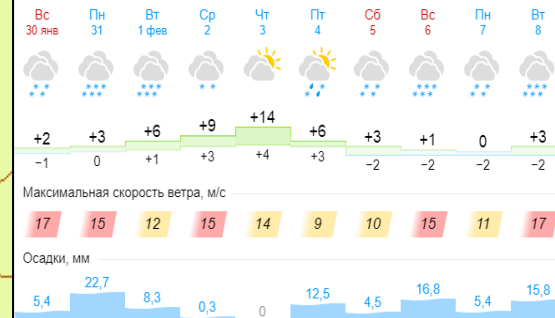 Вс Пн Вт Ср Чт Пт Сб Вс Пн Вт
30 янв 31 1 фев 2 3 4 5 6 7 8
+2 +3 +6 +9 +14 +6 +3 +1 0 +3
−1 0 +1 +3 +4 +3 −2 −2 −2 −2
Максимальная скорость ветра, м/с
17 15 12 15 14 9 10 15 11 17
Осадки, мм
5,4 22,7 8,3 0,3 0 12,5 4,5 16,8 5,4 15,8